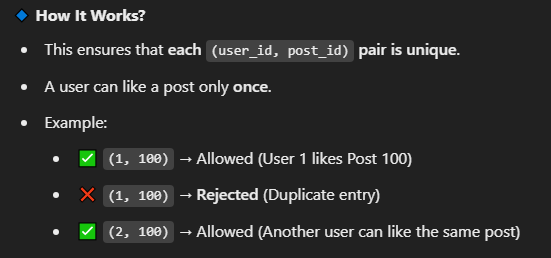 🔹 How It Works?
• This ensures that each (user_id, post_id) pair is unique.
• A user can like a post only once.
• Example:
• ✅ (1, 100) → Allowed (User 1 likes Post 100)
• ❌ (1, 100) → Rejected (Duplicate entry)
• ✅ (2, 100) → Allowed (Another user can like the same post)